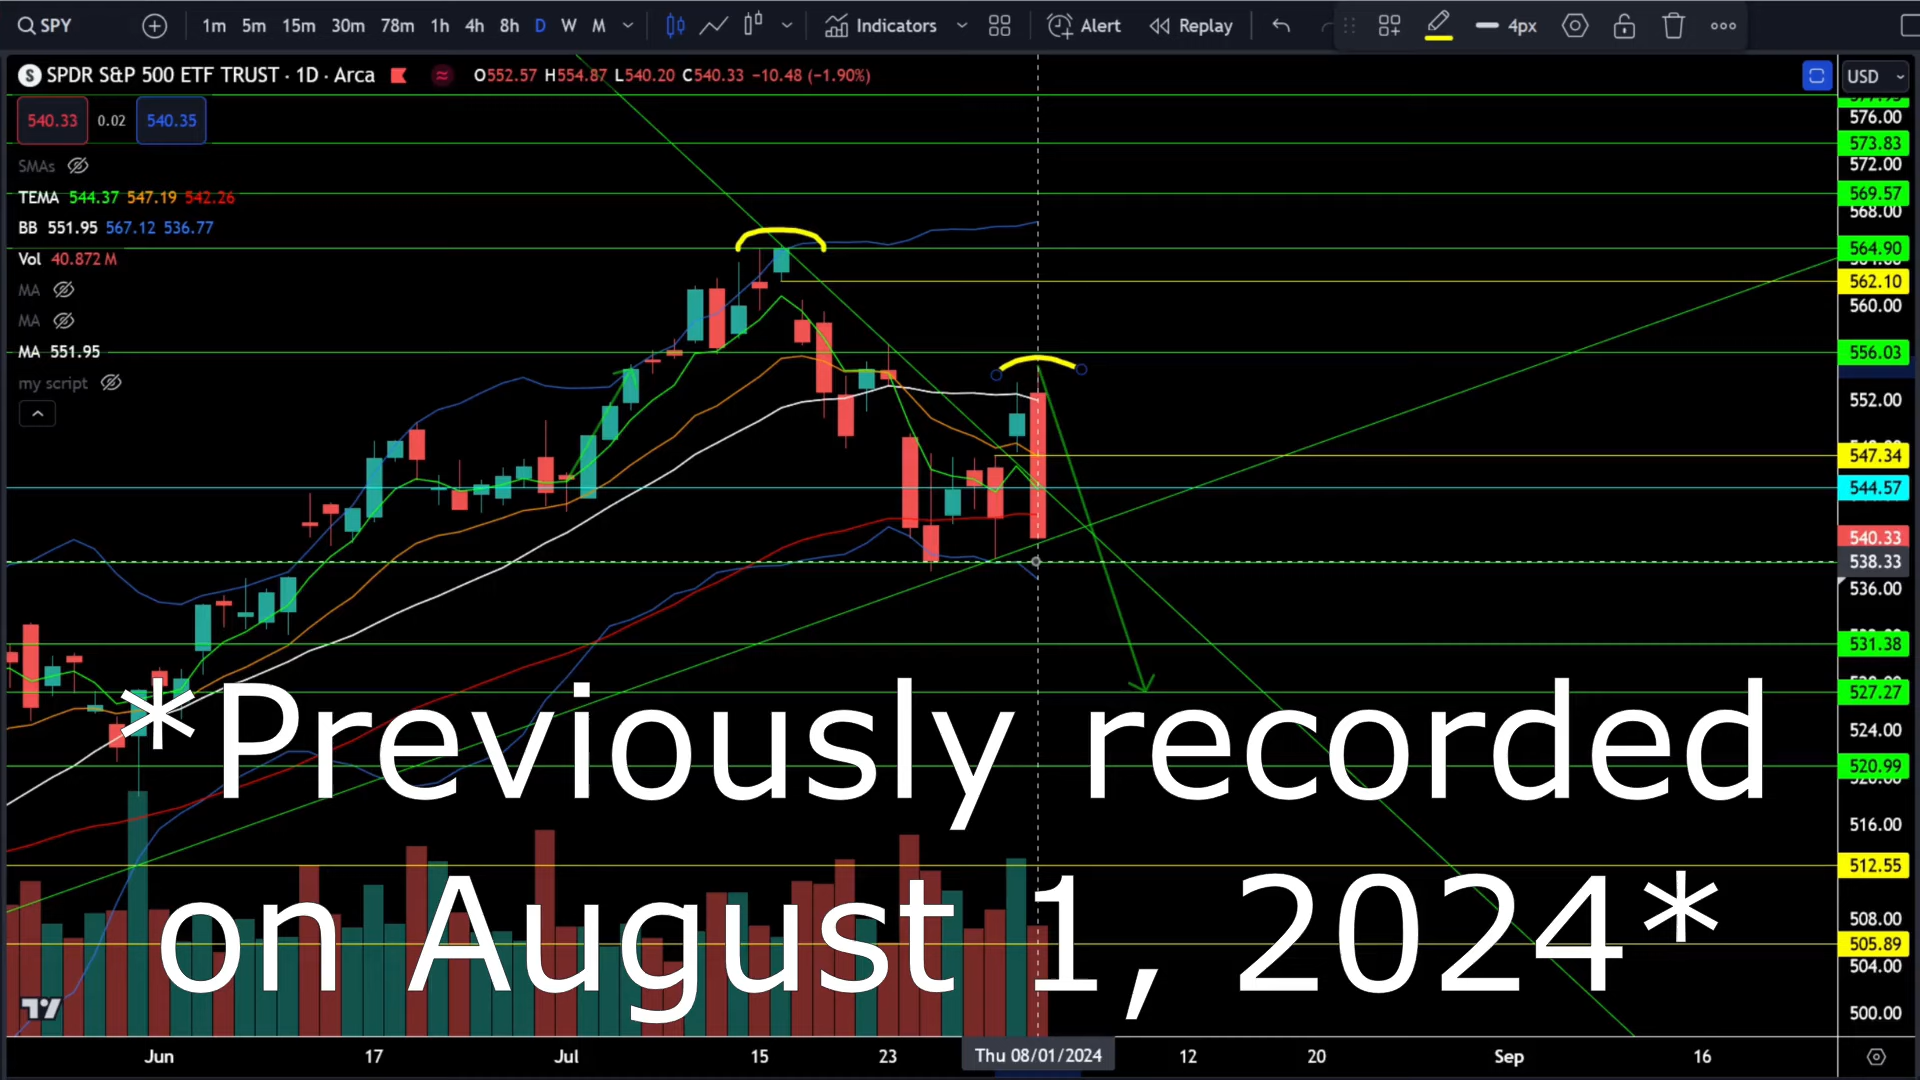 SPY
1m 5m 15m 30m 78m 1h 4h 8h D W M
Indicators
Alert
Replay
4px
S SPDR S&P 500 ETF TRUST · 1D · Arca
O552.57 H554.87 L540.20 C540.33 −10.48 (−1.90%)
USD
540.33 0.02 540.35
SMAs
TEMA 544.37 547.19 542.26
BB 551.95 567.12 536.77
Vol 40.872 M
MA
MA
MA 551.95
my script
576.00
573.83
572.00
569.57
568.00
564.90
562.10
560.00
556.03
552.00
547.34
544.57
540.33
538.33
536.00
531.38
527.27
524.00
520.99
516.00
512.55
508.00
505.89
504.00
500.00
*Previously recorded
on August 1, 2024*
Jun 17 Jul 15 23 Thu 08/01/2024 12 20 Sep 16